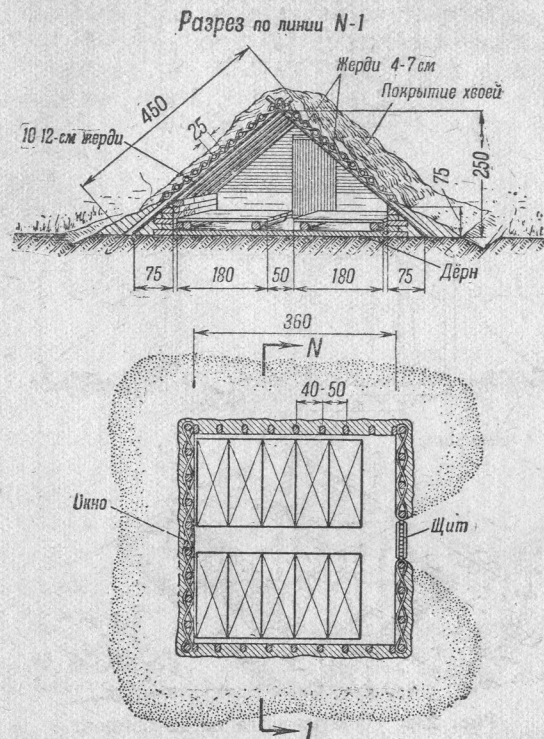 Разрез по линии N-1
Жерди 4-7 см
Покрытие хвоей
450
25
10 12-см жерди
250
75
Дёрн
75 180 50 180 75
360
N
40-50
Окно
Щит
1